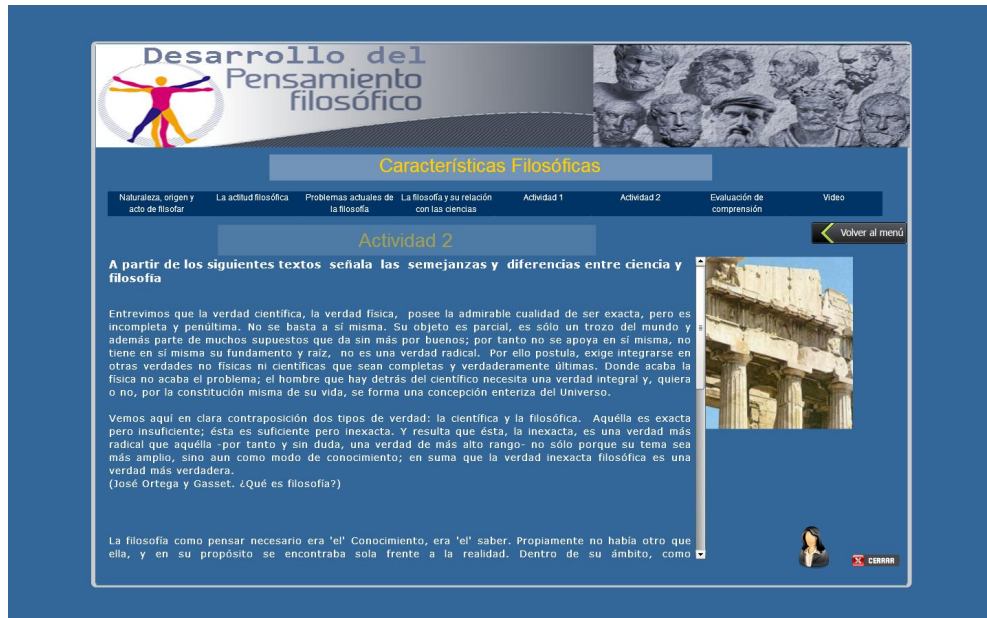 Desarrollo del
Pensamiento
filosófico
Características Filosóficas
Naturaleza, origen y
acto de filsofar
La actitud filosófica
Problemas actuales de
la filosofía
La filosofía y su relación
con las ciencias
Actividad 1
Actividad 2
Evaluación de
comprensión
Video
Volver al menú
Actividad 2
A partir de los siguientes textos señala las semejanzas y diferencias entre ciencia y
filosofía
Entrevimos que la verdad científica, la verdad física, posee la admirable cualidad de ser exacta, pero es
incompleta y penúltima. No se basta a sí misma. Su objeto es parcial, es sólo un trozo del mundo y
además parte de muchos supuestos que da sin más por buenos; por tanto no se apoya en sí misma, no
tiene en sí misma su fundamento y raíz, no es una verdad radical. Por ello postula, exige integrarse en
otras verdades no físicas ni científicas que sean completas y verdaderamente últimas. Donde acaba la
física no acaba el problema; el hombre que hay detrás del científico necesita una verdad integral y, quiera
o no, por la constitución misma de su vida, se forma una concepción enteriza del Universo.
Vemos aquí en clara contraposición dos tipos de verdad: la científica y la filosófica. Aquélla es exacta
pero insuficiente; ésta es suficiente pero inexacta. Y resulta que ésta, la inexacta, es una verdad más
radical que aquélla -por tanto y sin duda, una verdad de más alto rango- no sólo porque su tema sea
más amplio, sino aun como modo de conocimiento; en suma que la verdad inexacta filosófica es una
verdad más verdadera.
(José Ortega y Gasset. ¿Qué es filosofía?)
La filosofía como pensar necesario era 'el' Conocimiento, era 'el' saber. Propiamente no había otro que
ella, y en su propósito se encontraba sola frente a la realidad. Dentro de su ámbito, como
CERRAR